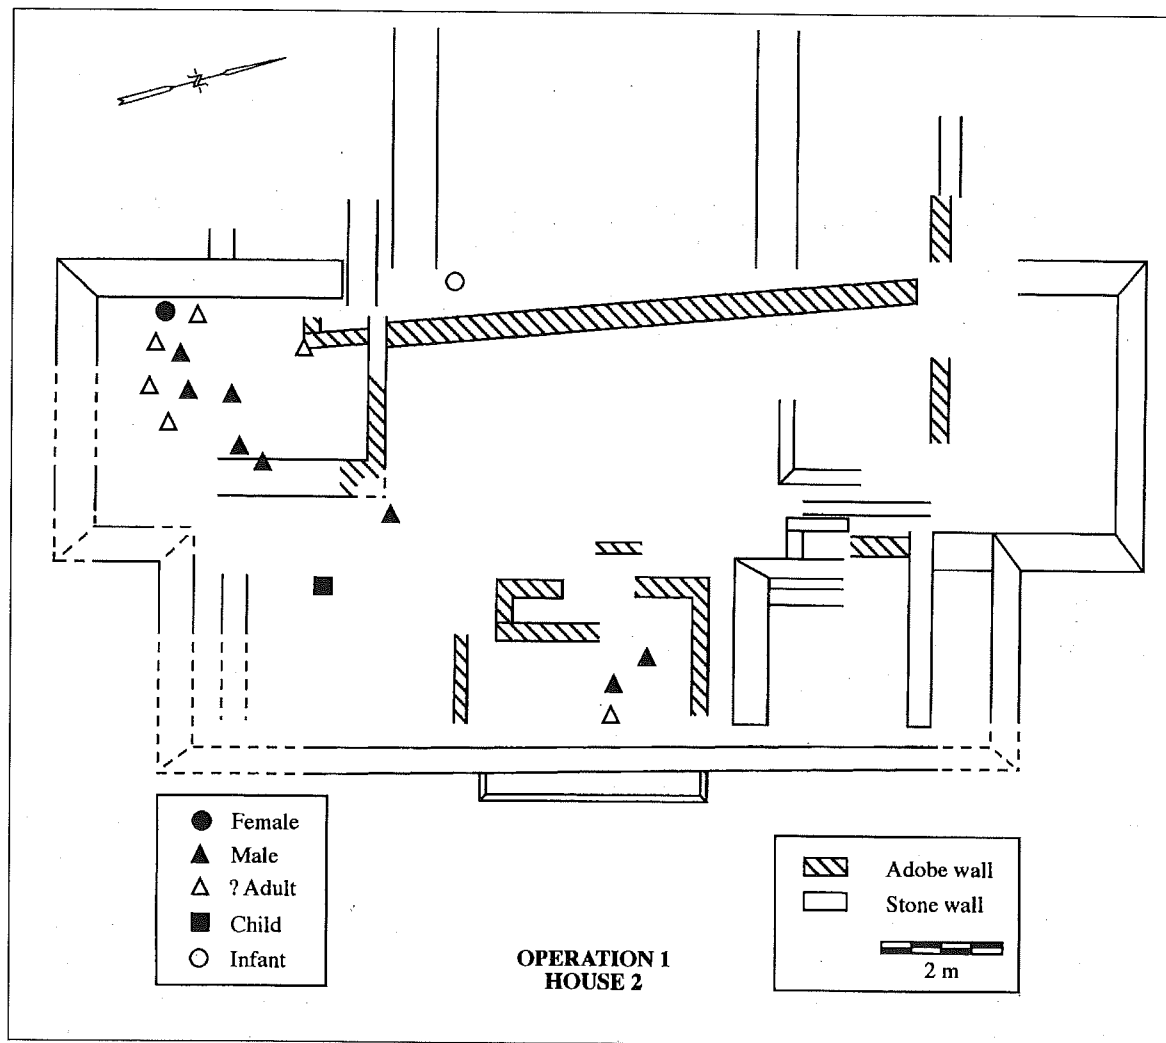 Female
Male
? Adult
Child
Infant
OPERATION 1
HOUSE 2
Adobe wall
Stone wall
2 m